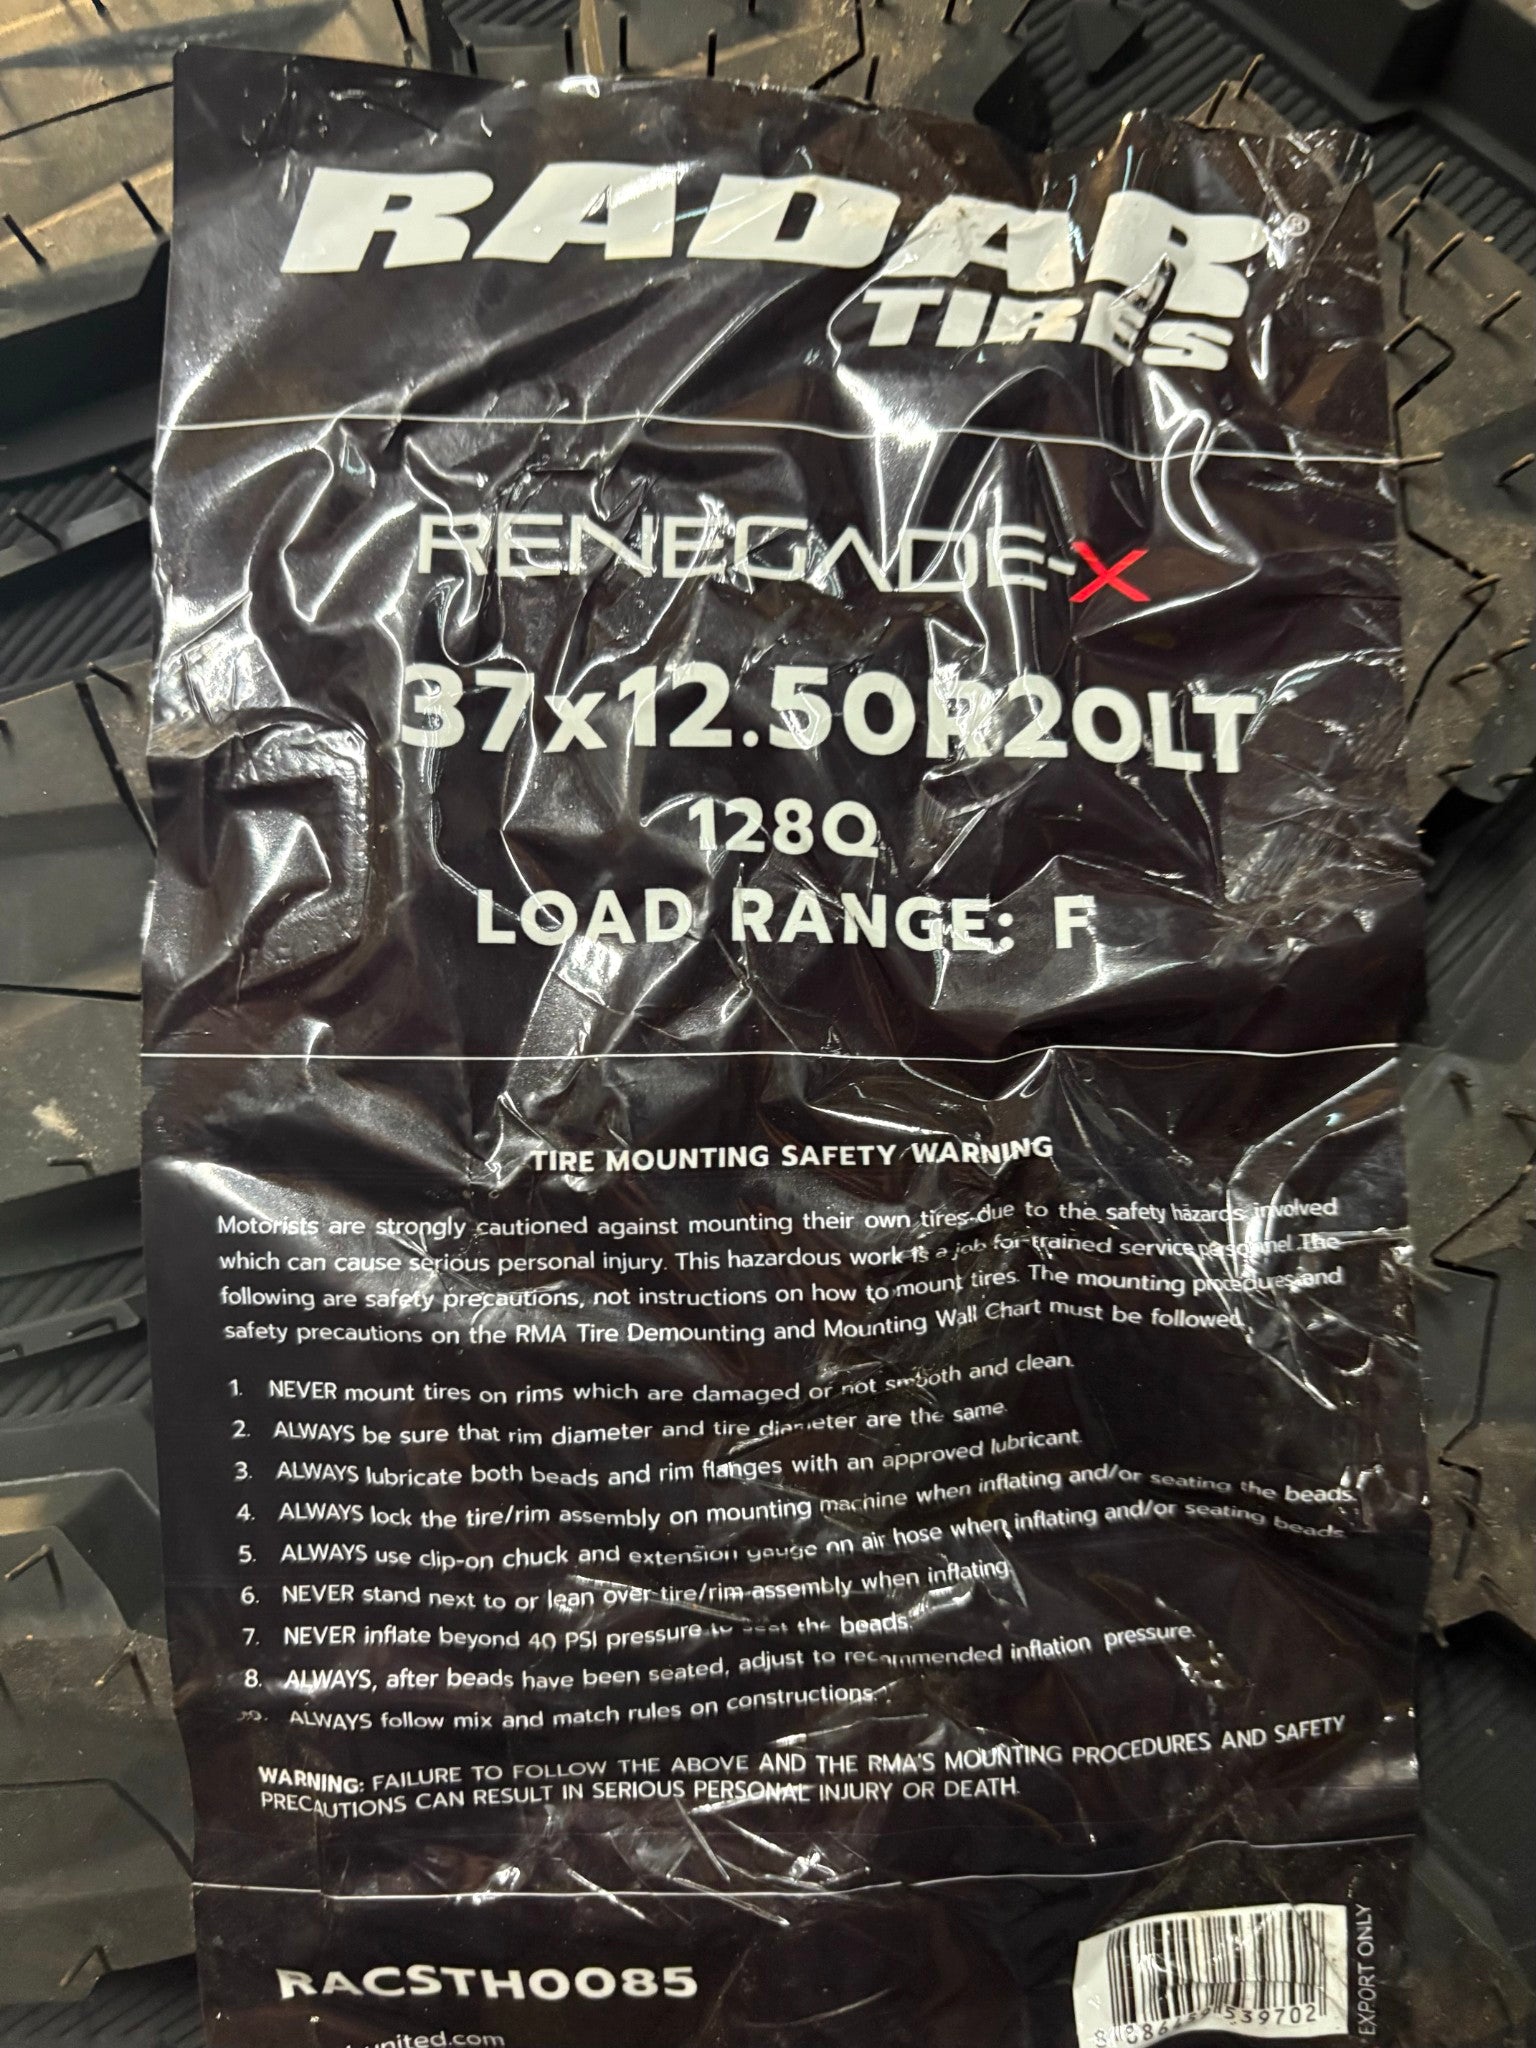 RADAR®
TIRES
RENEGADE-X
37x12.50R20LT
128Q
LOAD RANGE: F
TIRE MOUNTING SAFETY WARNING
Motorists are strongly cautioned against mounting their own tires due to the safety hazards involved
which can cause serious personal injury. This hazardous work is a job for trained service personnel. The
following are safety precautions, not instructions on how to mount tires. The mounting procedures and
safety precautions on the RMA Tire Demounting and Mounting Wall Chart must be followed.
1. NEVER mount tires on rims which are damaged or not smooth and clean.
2. ALWAYS be sure that rim diameter and tire diameter are the same.
3. ALWAYS lubricate both beads and rim flanges with an approved lubricant.
4. ALWAYS lock the tire/rim assembly on mounting machine when inflating and/or seating the beads.
5. ALWAYS use clip-on chuck and extension gauge on air hose when inflating and/or seating beads.
6. NEVER stand next to or lean over tire/rim assembly when inflating.
7. NEVER inflate beyond 40 PSI pressure to seat the beads.
8. ALWAYS, after beads have been seated, adjust to recommended inflation pressure.
ALWAYS follow mix and match rules on constructions.
WARNING: FAILURE TO FOLLOW THE ABOVE AND THE RMA'S MOUNTING PROCEDURES AND SAFETY
PRECAUTIONS CAN RESULT IN SERIOUS PERSONAL INJURY OR DEATH.
RACSTH0085
EXPORT ONLY
539702